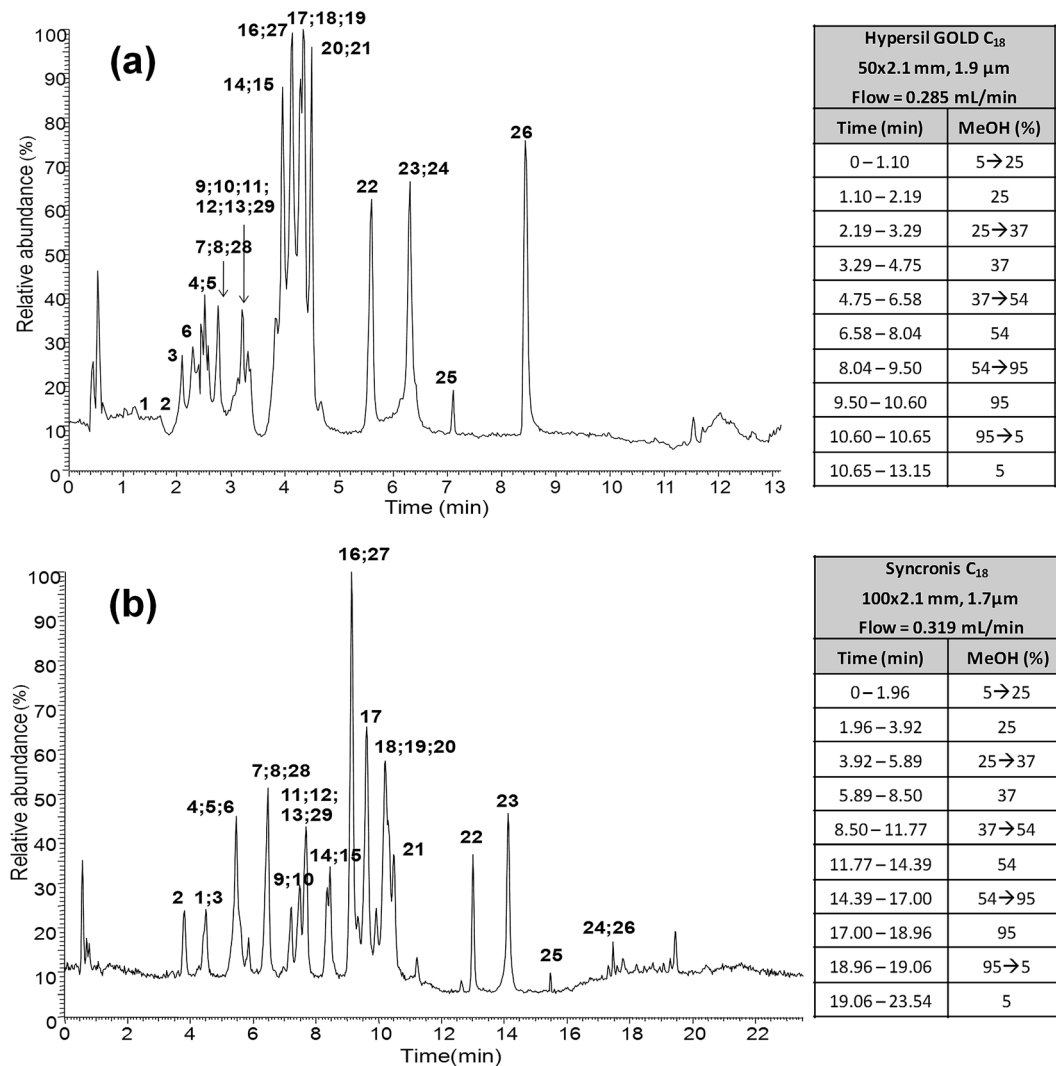 (a)
Relative abundance (%)
100
90
80
70
60
50
40
30
20
10
0
1
2
3
6
4;5
7;8;28
9;10;11;
12;13;29
14;15
16;27
17;18;19
20;21
22
23;24
25
26
0 1 2 3 4 5 6 7 8 9 10 11 12 13
Time (min)
Hypersil GOLD C₁₈
50x2.1 mm, 1.9 µm
Flow = 0.285 mL/min
Time (min) MeOH (%)
0 – 1.10 5→25
1.10 – 2.19 25
2.19 – 3.29 25→37
3.29 – 4.75 37
4.75 – 6.58 37→54
6.58 – 8.04 54
8.04 – 9.50 54→95
9.50 – 10.60 95
10.60 – 10.65 95→5
10.65 – 13.15 5
(b)
Relative abundance (%)
100
90
80
70
60
50
40
30
20
10
0
2
1;3
4;5;6
7;8;28
9;10
11;12;
13;29
14;15
16;27
17
18;19;20
21
22
23
25
24;26
0 2 4 6 8 10 12 14 16 18 20 22
Time(min)
Syncronis C₁₈
100x2.1 mm, 1.7µm
Flow = 0.319 mL/min
Time (min) MeOH (%)
0 – 1.96 5→25
1.96 – 3.92 25
3.92 – 5.89 25→37
5.89 – 8.50 37
8.50 – 11.77 37→54
11.77 – 14.39 54
14.39 – 17.00 54→95
17.00 – 18.96 95
18.96 – 19.06 95→5
19.06 – 23.54 5